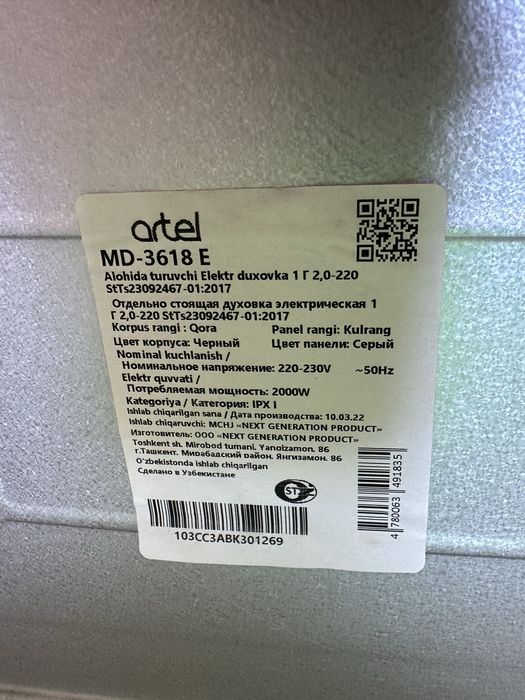 artel
MD-3618 E
Alohida turuvchi Elektr duxovka 1 Г 2,0-220
StTs23092467-01:2017
Отдельно стоящая духовка электрическая 1
Г 2,0-220 StTs23092467-01:2017
Korpus rangi : Qora Panel rangi: Kulrang
Цвет корпуса: Черный Цвет панели: Серый
Nominal kuchlanish /
Номинальное напряжение: 220-230V ~50Hz
Elektr quvvati /
Потребляемая мощность: 2000W
Kategoriya / Категория: IPX I
Ishlab chiqarilgan sana / Дата производства: 10.03.22
Ishlab chiqaruvchi: MCHJ «NEXT GENERATION PRODUCT»
Изготовитель: ООО «NEXT GENERATION PRODUCT»
Toshkent sh. Mirobod tumani, Yangizamon, 86
г.Ташкент. Мирабадский район. Янгизамон. 86
O'zbekistonda ishlab chiqarilgan
Сделано в Узбекистане
ST
103CC3ABK301269
4 780063 491835